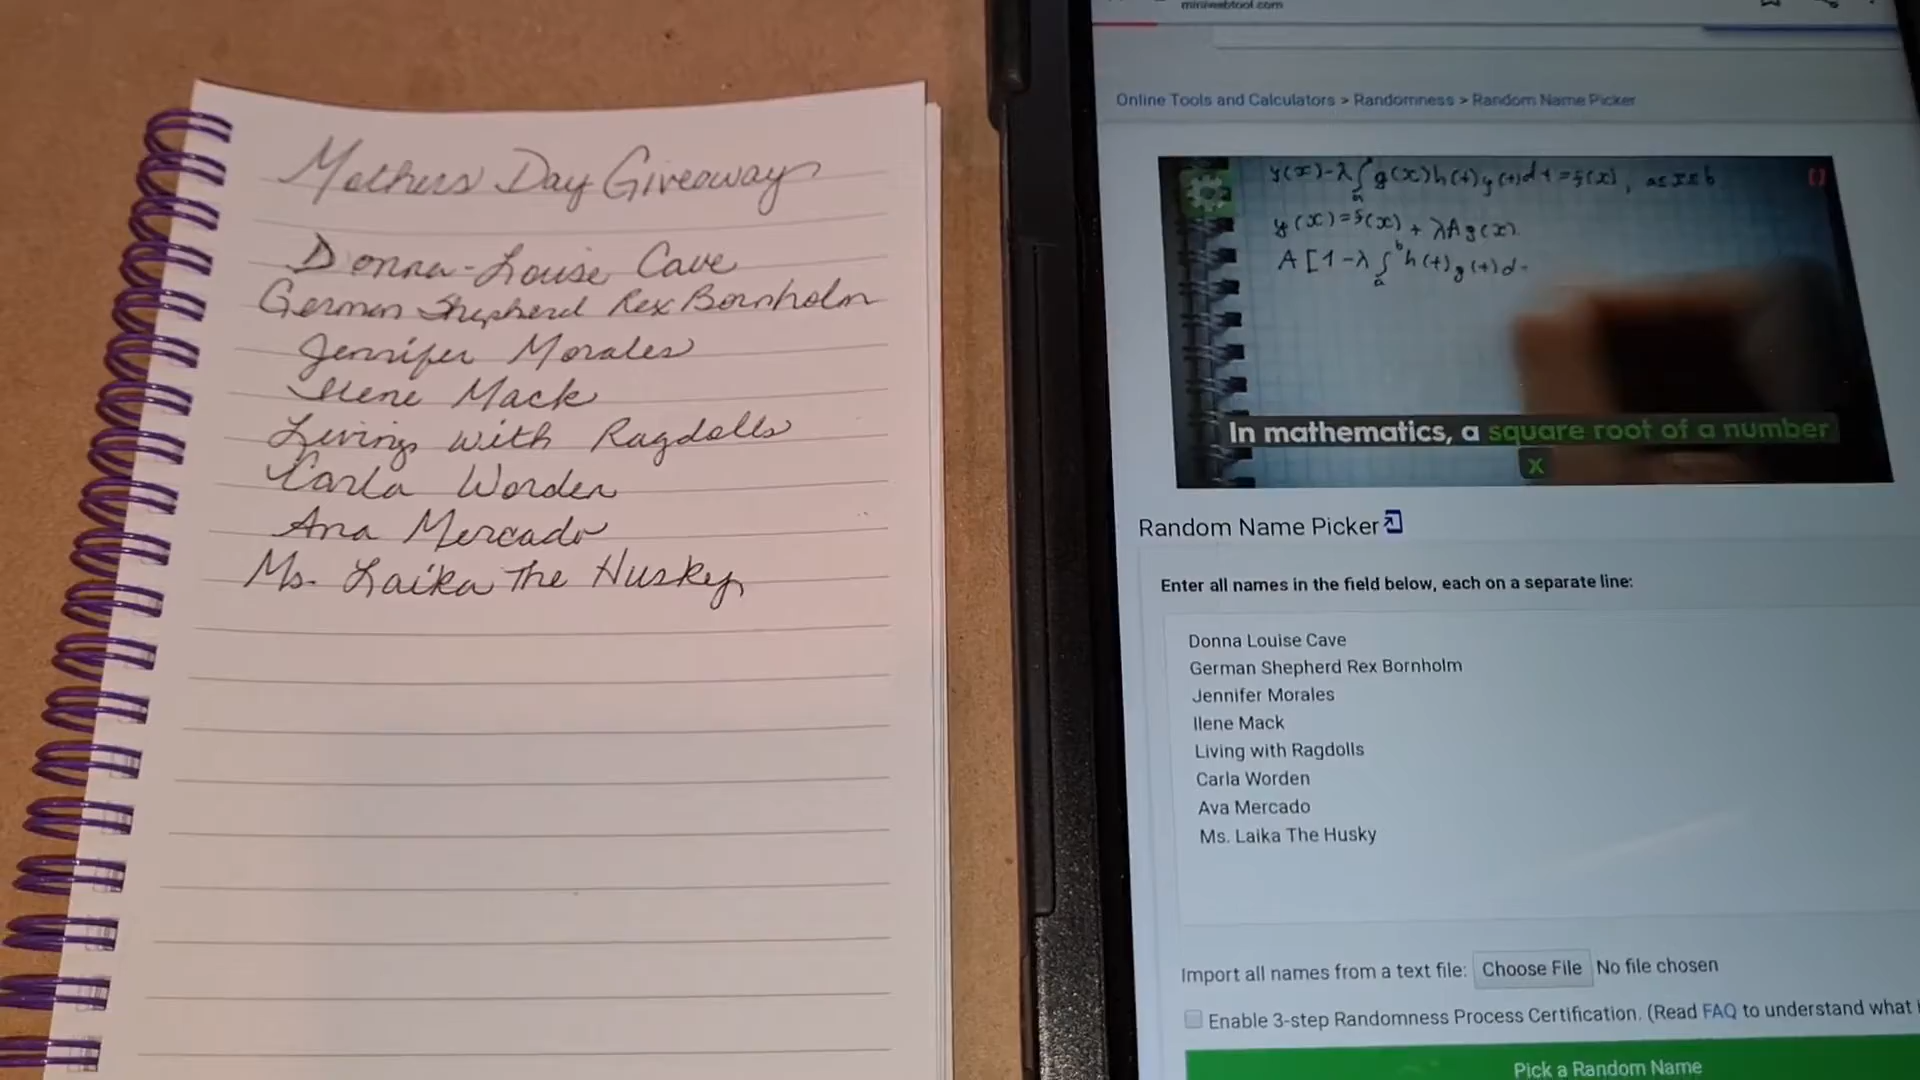 Mothers Day Giveaway
Donna-Louise Cave
German Shepherd Rex Bornholm
Jennifer Morales
Ilene Mack
Living with Ragdolls
Carla Worden
Ana Mercado
Ms. Laika The Husky
miniwebtool.com
Online Tools and Calculators > Randomness > Random Name Picker
y(x)-λ∫g(x)h(t)y(t)dt=f(x), a≤x≤b
y(x)=f(x)+λAg(x).
A[1-λ∫h(t)g(t)d
In mathematics, a square root of a number
x
Random Name Picker
Enter all names in the field below, each on a separate line:
Donna Louise Cave
German Shepherd Rex Bornholm
Jennifer Morales
Ilene Mack
Living with Ragdolls
Carla Worden
Ava Mercado
Ms. Laika The Husky
Import all names from a text file: Choose File No file chosen
Enable 3-step Randomness Process Certification. (Read FAQ to understand what
Pick a Random Name